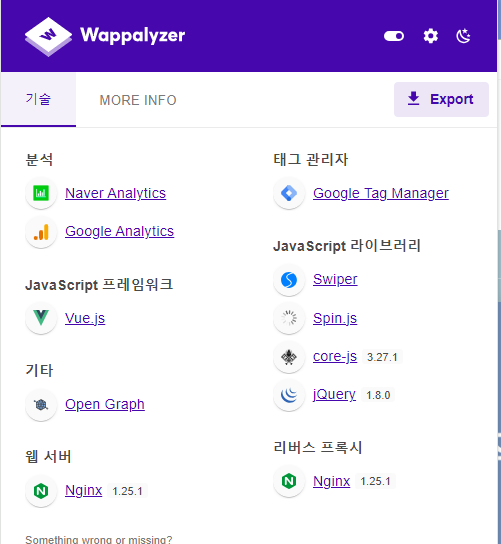 Wappalyzer
기술
MORE INFO
Export
분석
Naver Analytics
Google Analytics
JavaScript 프레임워크
Vue.js
기타
Open Graph
웹 서버
Nginx 1.25.1
태그 관리자
Google Tag Manager
JavaScript 라이브러리
Swiper
Spin.js
core-js 3.27.1
jQuery 1.8.0
리버스 프록시
Nginx 1.25.1
Something wrong or missing?